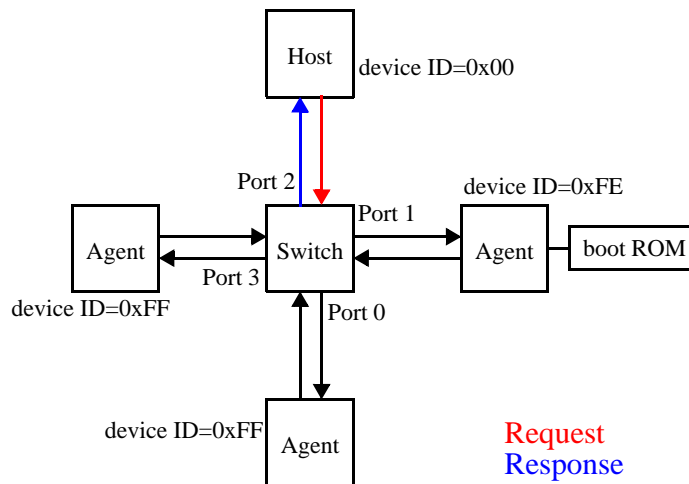 Host
device ID=0x00
Port 2
device ID=0xFE
Port 1
Agent
Switch
Agent
boot ROM
Port 3
device ID=0xFF
Port 0
device ID=0xFF
Agent
Request
Response